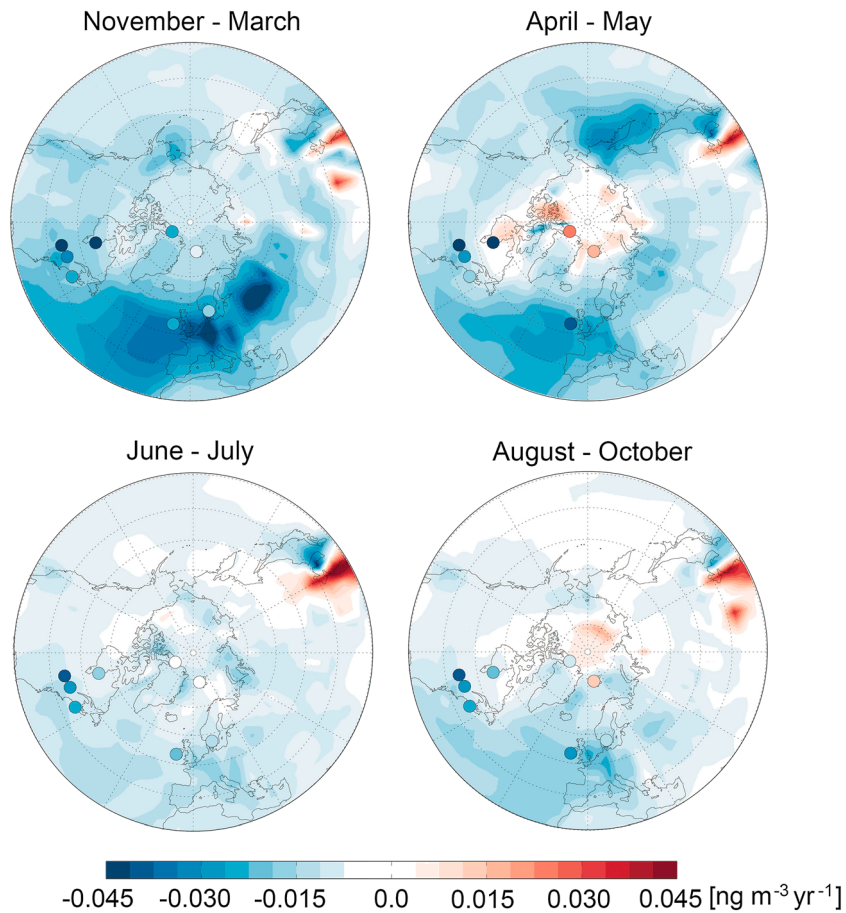 November - March
April - May
June - July
August - October
-0.045 -0.030 -0.015 0.0 0.015 0.030 0.045 [ng m-3 yr-1]